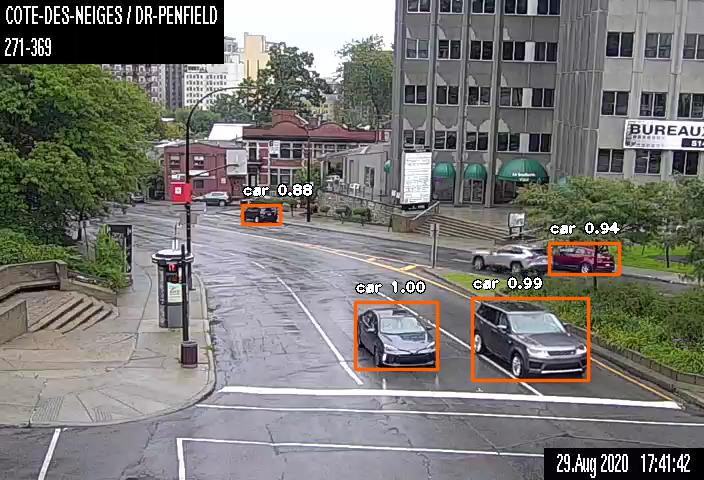 COTE-DES-NEIGES / DR-PENFIELD
271-369
BUREAUX
514
car 0.88
car 0.94
car 0.99
car 1.00
29.Aug 2020 17:41:42